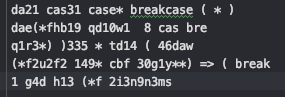 da21 cas31 case* breakcase ( * )
dae(*fhb19 qd10w1  8 cas bre
q1r3*) )335 * td14 ( 46daw
(*f2u2f2 149* cbf 30g1y**) => ( break
1 g4d h13 (*f 2i3n9n3ms